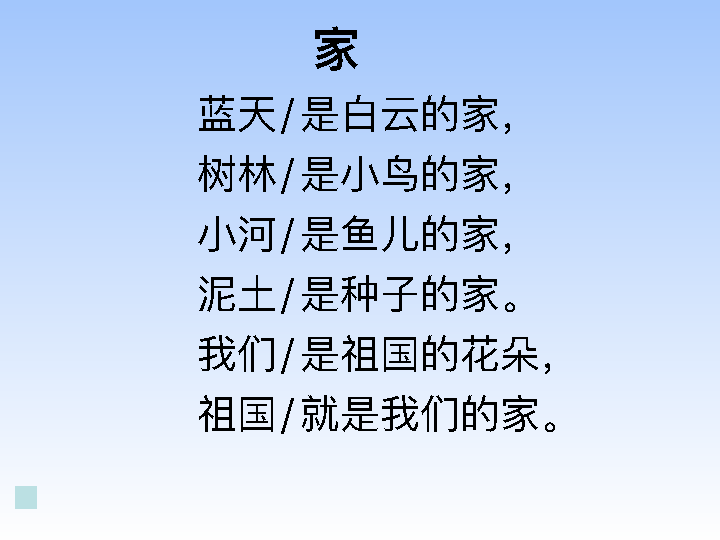 家
蓝天/是白云的家，
树林/是小鸟的家，
小河/是鱼儿的家，
泥土/是种子的家。
我们/是祖国的花朵，
祖国/就是我们的家。